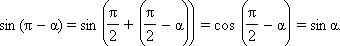 sin (π – α) = sin (π/2 + (π/2 – α)) = cos (π/2 – α) = sin α.